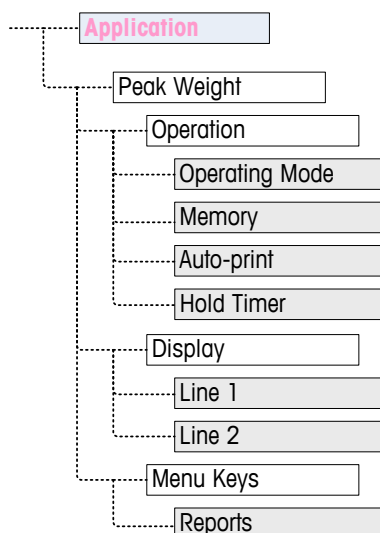 Application
Peak Weight
Operation
Operating Mode
Memory
Auto-print
Hold Timer
Display
Line 1
Line 2
Menu Keys
Reports